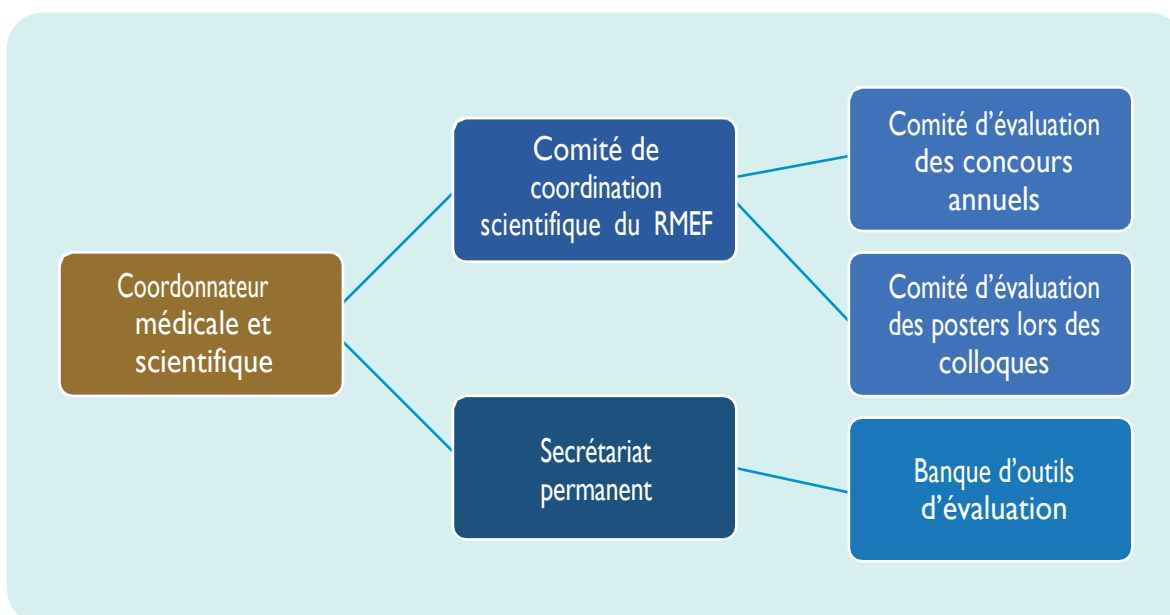 Coordonnateur
médicale et
scientifique
Comité de
coordination
scientifique du RMEF
Secrétariat
permanent
Comité d’évaluation
des concours
annuels
Comité d’évaluation
des posters lors des
colloques
Banque d’outils
d’évaluation